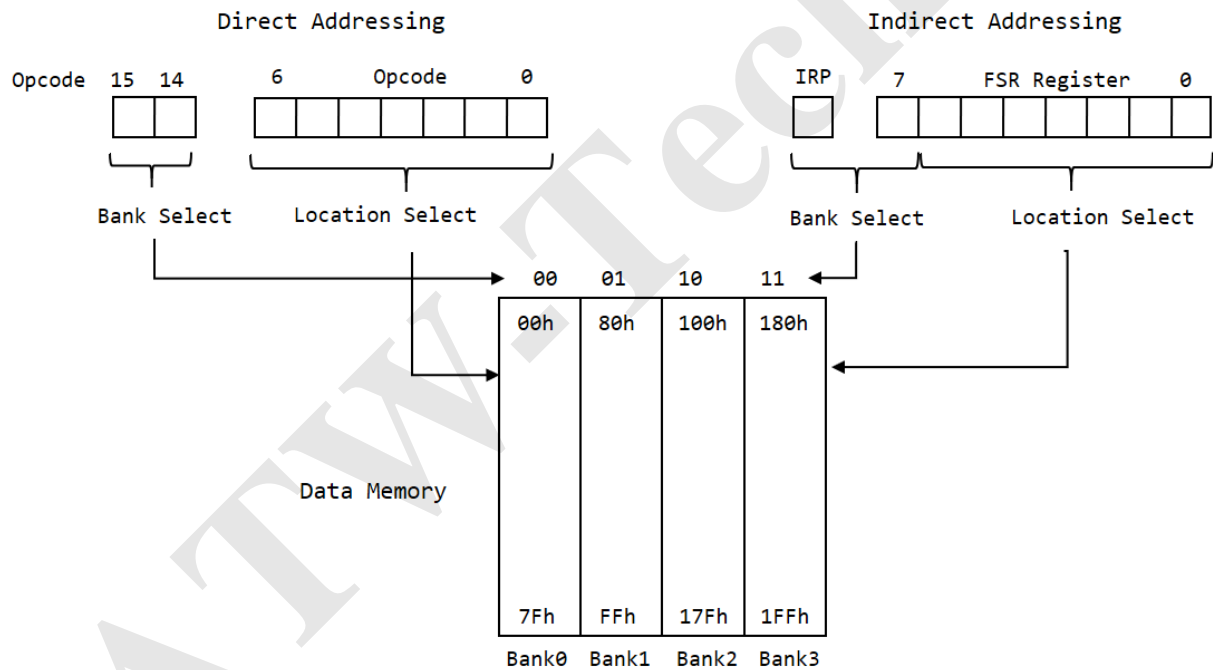 Direct Addressing
Indirect Addressing
Opcode 15 14 6 Opcode 0
IRP 7 FSR Register 0
Bank Select Location Select
Bank Select Location Select
00 01 10 11
00h 80h 100h 180h
Data Memory
7Fh FFh 17Fh 1FFh
Bank0 Bank1 Bank2 Bank3
ATW-Tech